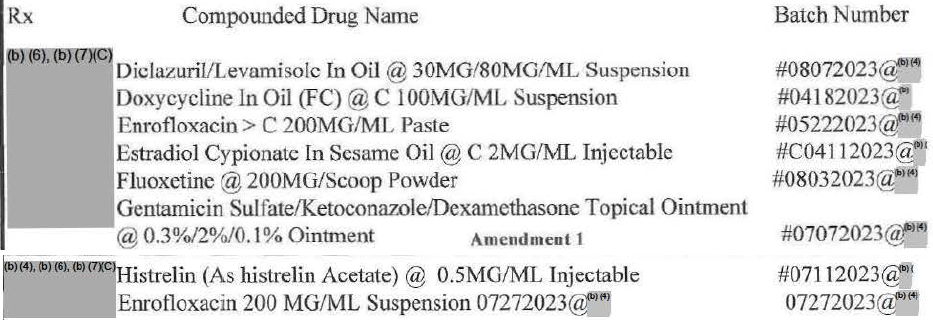 Rx Compounded Drug Name Batch Number
(b) (6), (b) (7)(C)
Diclazuril/Levamisole In Oil @ 30MG/80MG/ML Suspension #08072023@(b) (4)
Doxycycline In Oil (FC) @ C 100MG/ML Suspension #04182023@(b)
Enrofloxacin > C 200MG/ML Paste #05222023@(b) (4)
Estradiol Cypionate In Sesame Oil @ C 2MG/ML Injectable #C04112023@(b) (
Fluoxetine @ 200MG/Scoop Powder #08032023@(b) (4)
Gentamicin Sulfate/Ketoconazole/Dexamethasone Topical Ointment
@ 0.3%/2%/0.1% Ointment Amendment 1 #07072023@(b) (4)
(b) (4), (b) (6), (b) (7)(C) Histrelin (As histrelin Acetate) @ 0.5MG/ML Injectable #07112023@(b) (
Enrofloxacin 200 MG/ML Suspension 07272023@(b) (4) 07272023@(b) (4)